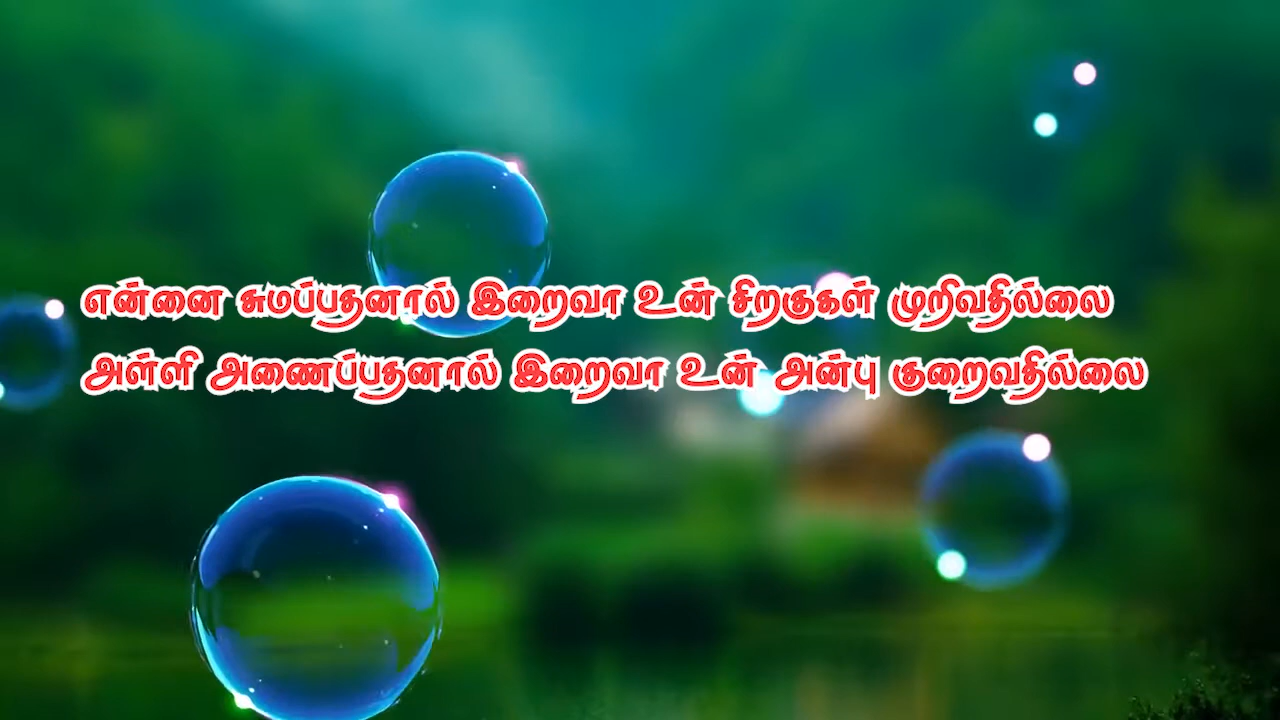 என்னை சுமப்பதனால் இறைவா உன் சிறகுகள் முறிவதில்லை
அள்ளி அணைப்பதனால் இறைவா உன் அன்பு குறைவதில்லை